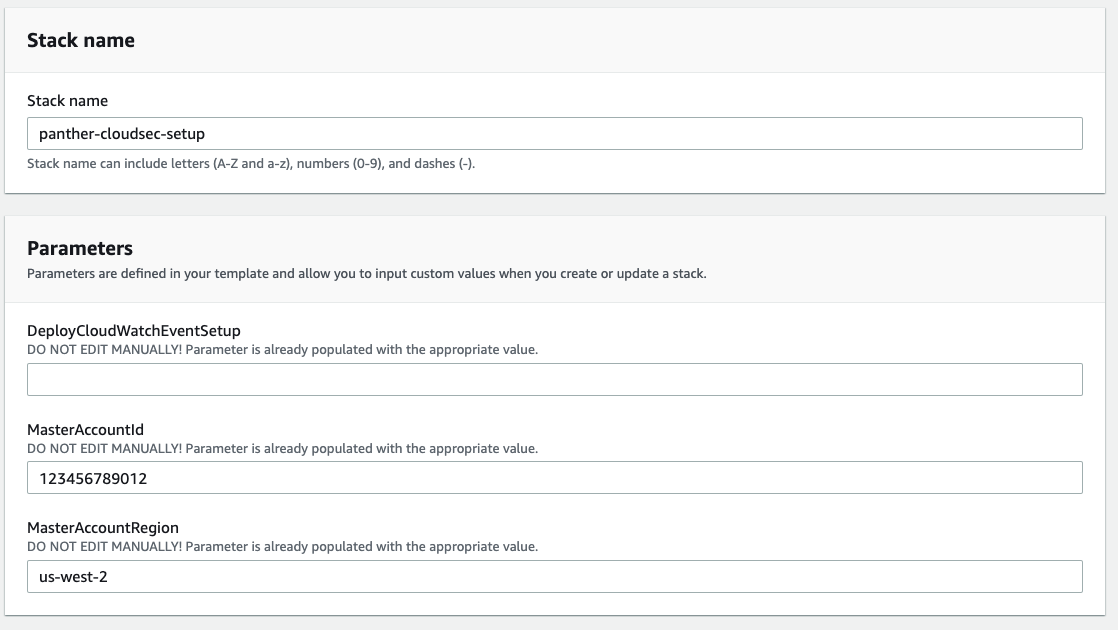 Stack name
Stack name
panther-cloudsec-setup
Stack name can include letters (A-Z and a-z), numbers (0-9), and dashes (-).
Parameters
Parameters are defined in your template and allow you to input custom values when you create or update a stack.
DeployCloudWatchEventSetup
DO NOT EDIT MANUALLY! Parameter is already populated with the appropriate value.
MasterAccountId
DO NOT EDIT MANUALLY! Parameter is already populated with the appropriate value.
123456789012
MasterAccountRegion
DO NOT EDIT MANUALLY! Parameter is already populated with the appropriate value.
us-west-2